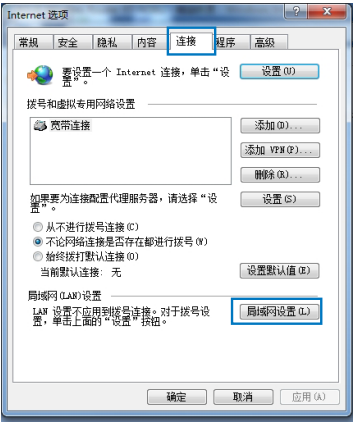 Internet 选项
常规 安全 隐私 内容 连接 程序 高级
要设置一个 Internet 连接，单击“设置”。
设置(U)
拨号和虚拟专用网络设置
宽带连接
添加(D)...
添加 VPN(P)...
删除(R)...
如果要为连接配置代理服务器，请选择“设置”。
设置(S)
从不进行拨号连接(C)
不论网络连接是否存在都进行拨号(W)
始终拨打默认连接(O)
当前默认连接: 无
设置默认值(E)
局域网(LAN)设置
LAN 设置不应用到拨号连接。对于拨号设置，单击上面的“设置”按钮。
局域网设置(L)
确定 取消 应用(A)